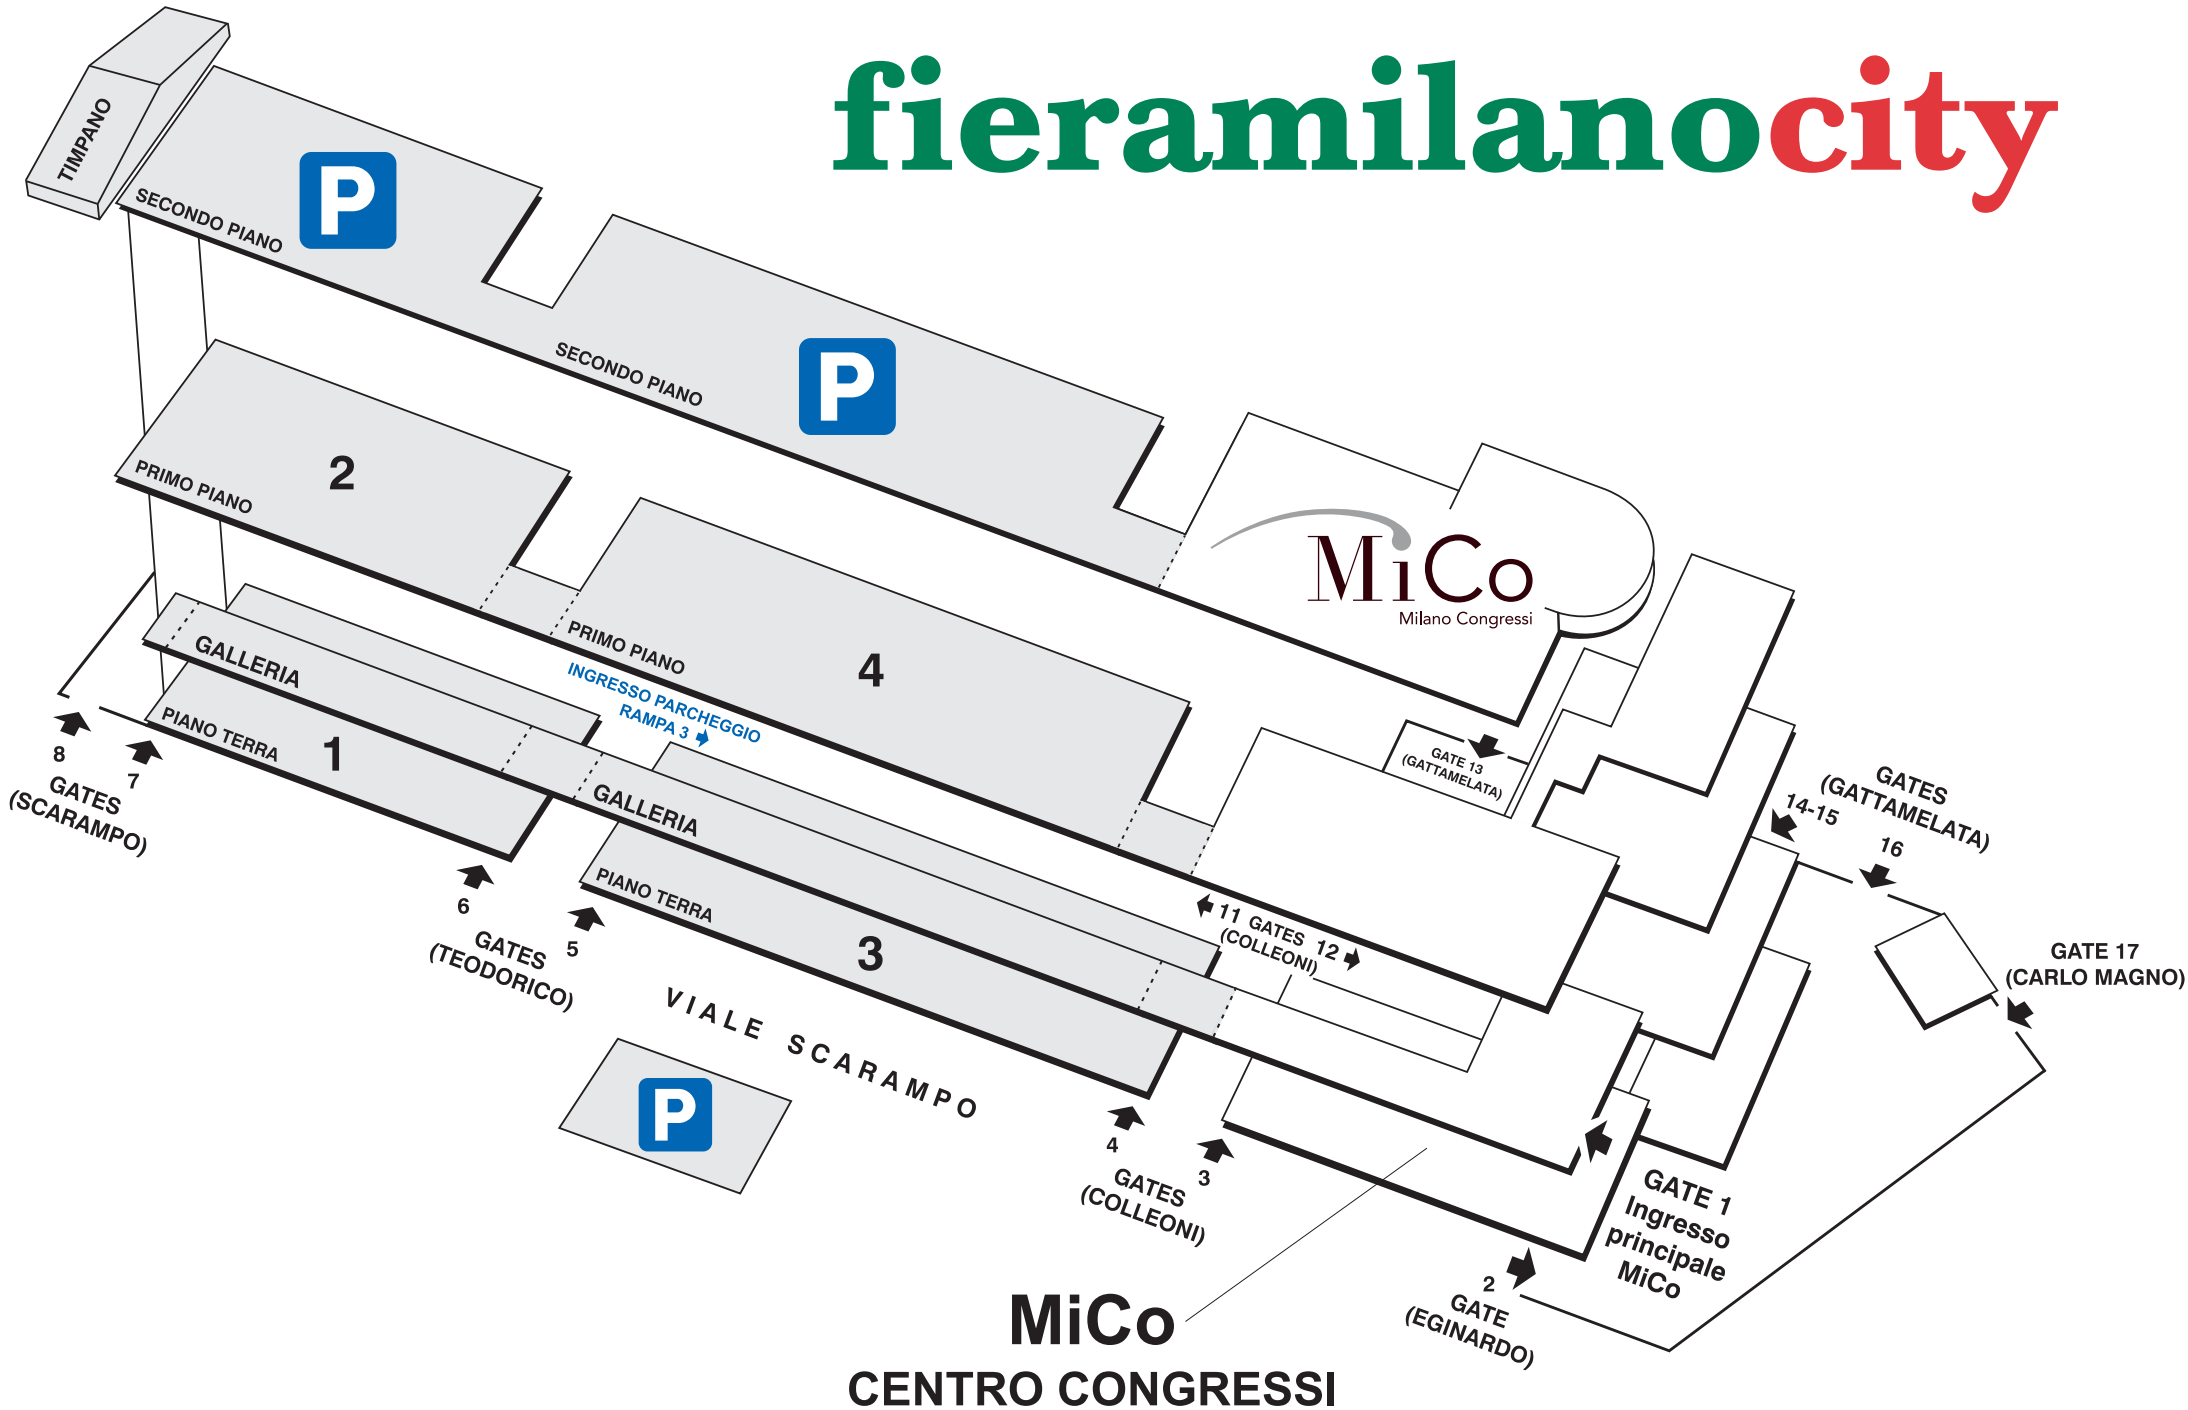 fieramilanocity
TIMPANO
P
SECONDO PIANO
P
SECONDO PIANO
2
PRIMO PIANO
MiCo
Milano Congressi
4
PRIMO PIANO
INGRESSO PARCHEGGIO
RAMPA 3
GALLERIA
PIANO TERRA
1
8
7
GATES
(SCARAMPO)
GATE 13
(GATTAMELATA)
GATES
(GATTAMELATA)
14-15
16
GALLERIA
PIANO TERRA
3
6
5
GATES
(TEODORICO)
11 GATES 12
(COLLEONI)
GATE 17
(CARLO MAGNO)
VIALE SCARAMPO
P
4
3
GATES
(COLLEONI)
GATE 1
Ingresso
principale
MiCo
2
GATE
(EGINARDO)
MiCo
CENTRO CONGRESSI